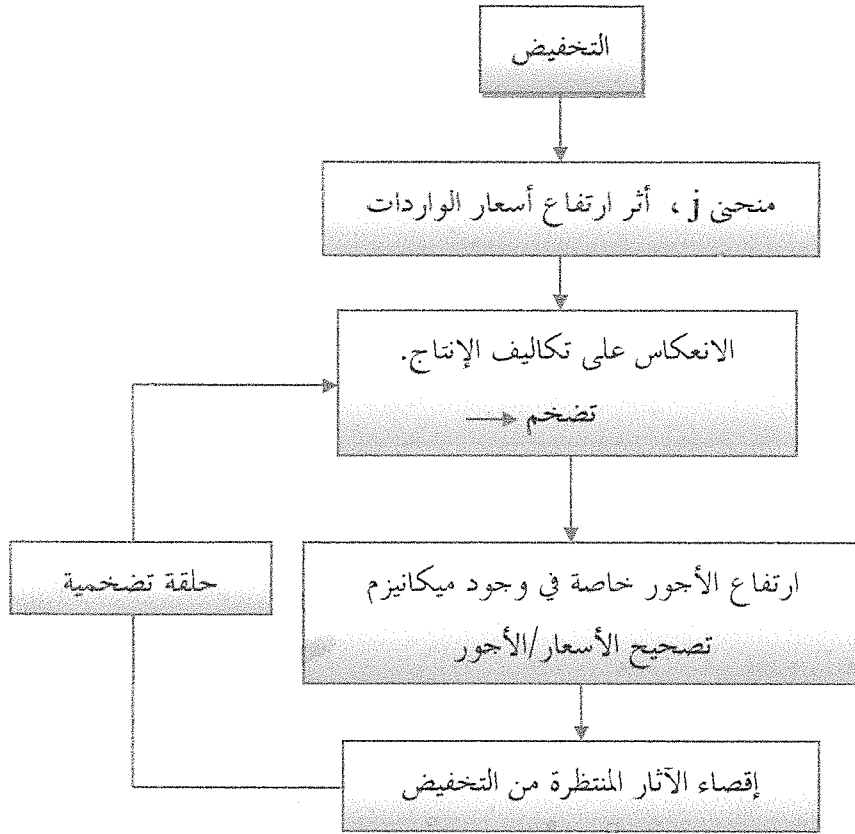 التخفيض
منحنى j ، أثر ارتفاع أسعار الواردات
الانعكاس على تكاليف الإنتاج.
تضخم
ارتفاع الأجور خاصة في وجود ميكانيزم
تصحيح الأسعار/الأجور
حلقة تضخمية
إقصاء الآثار المنتظرة من التخفيض